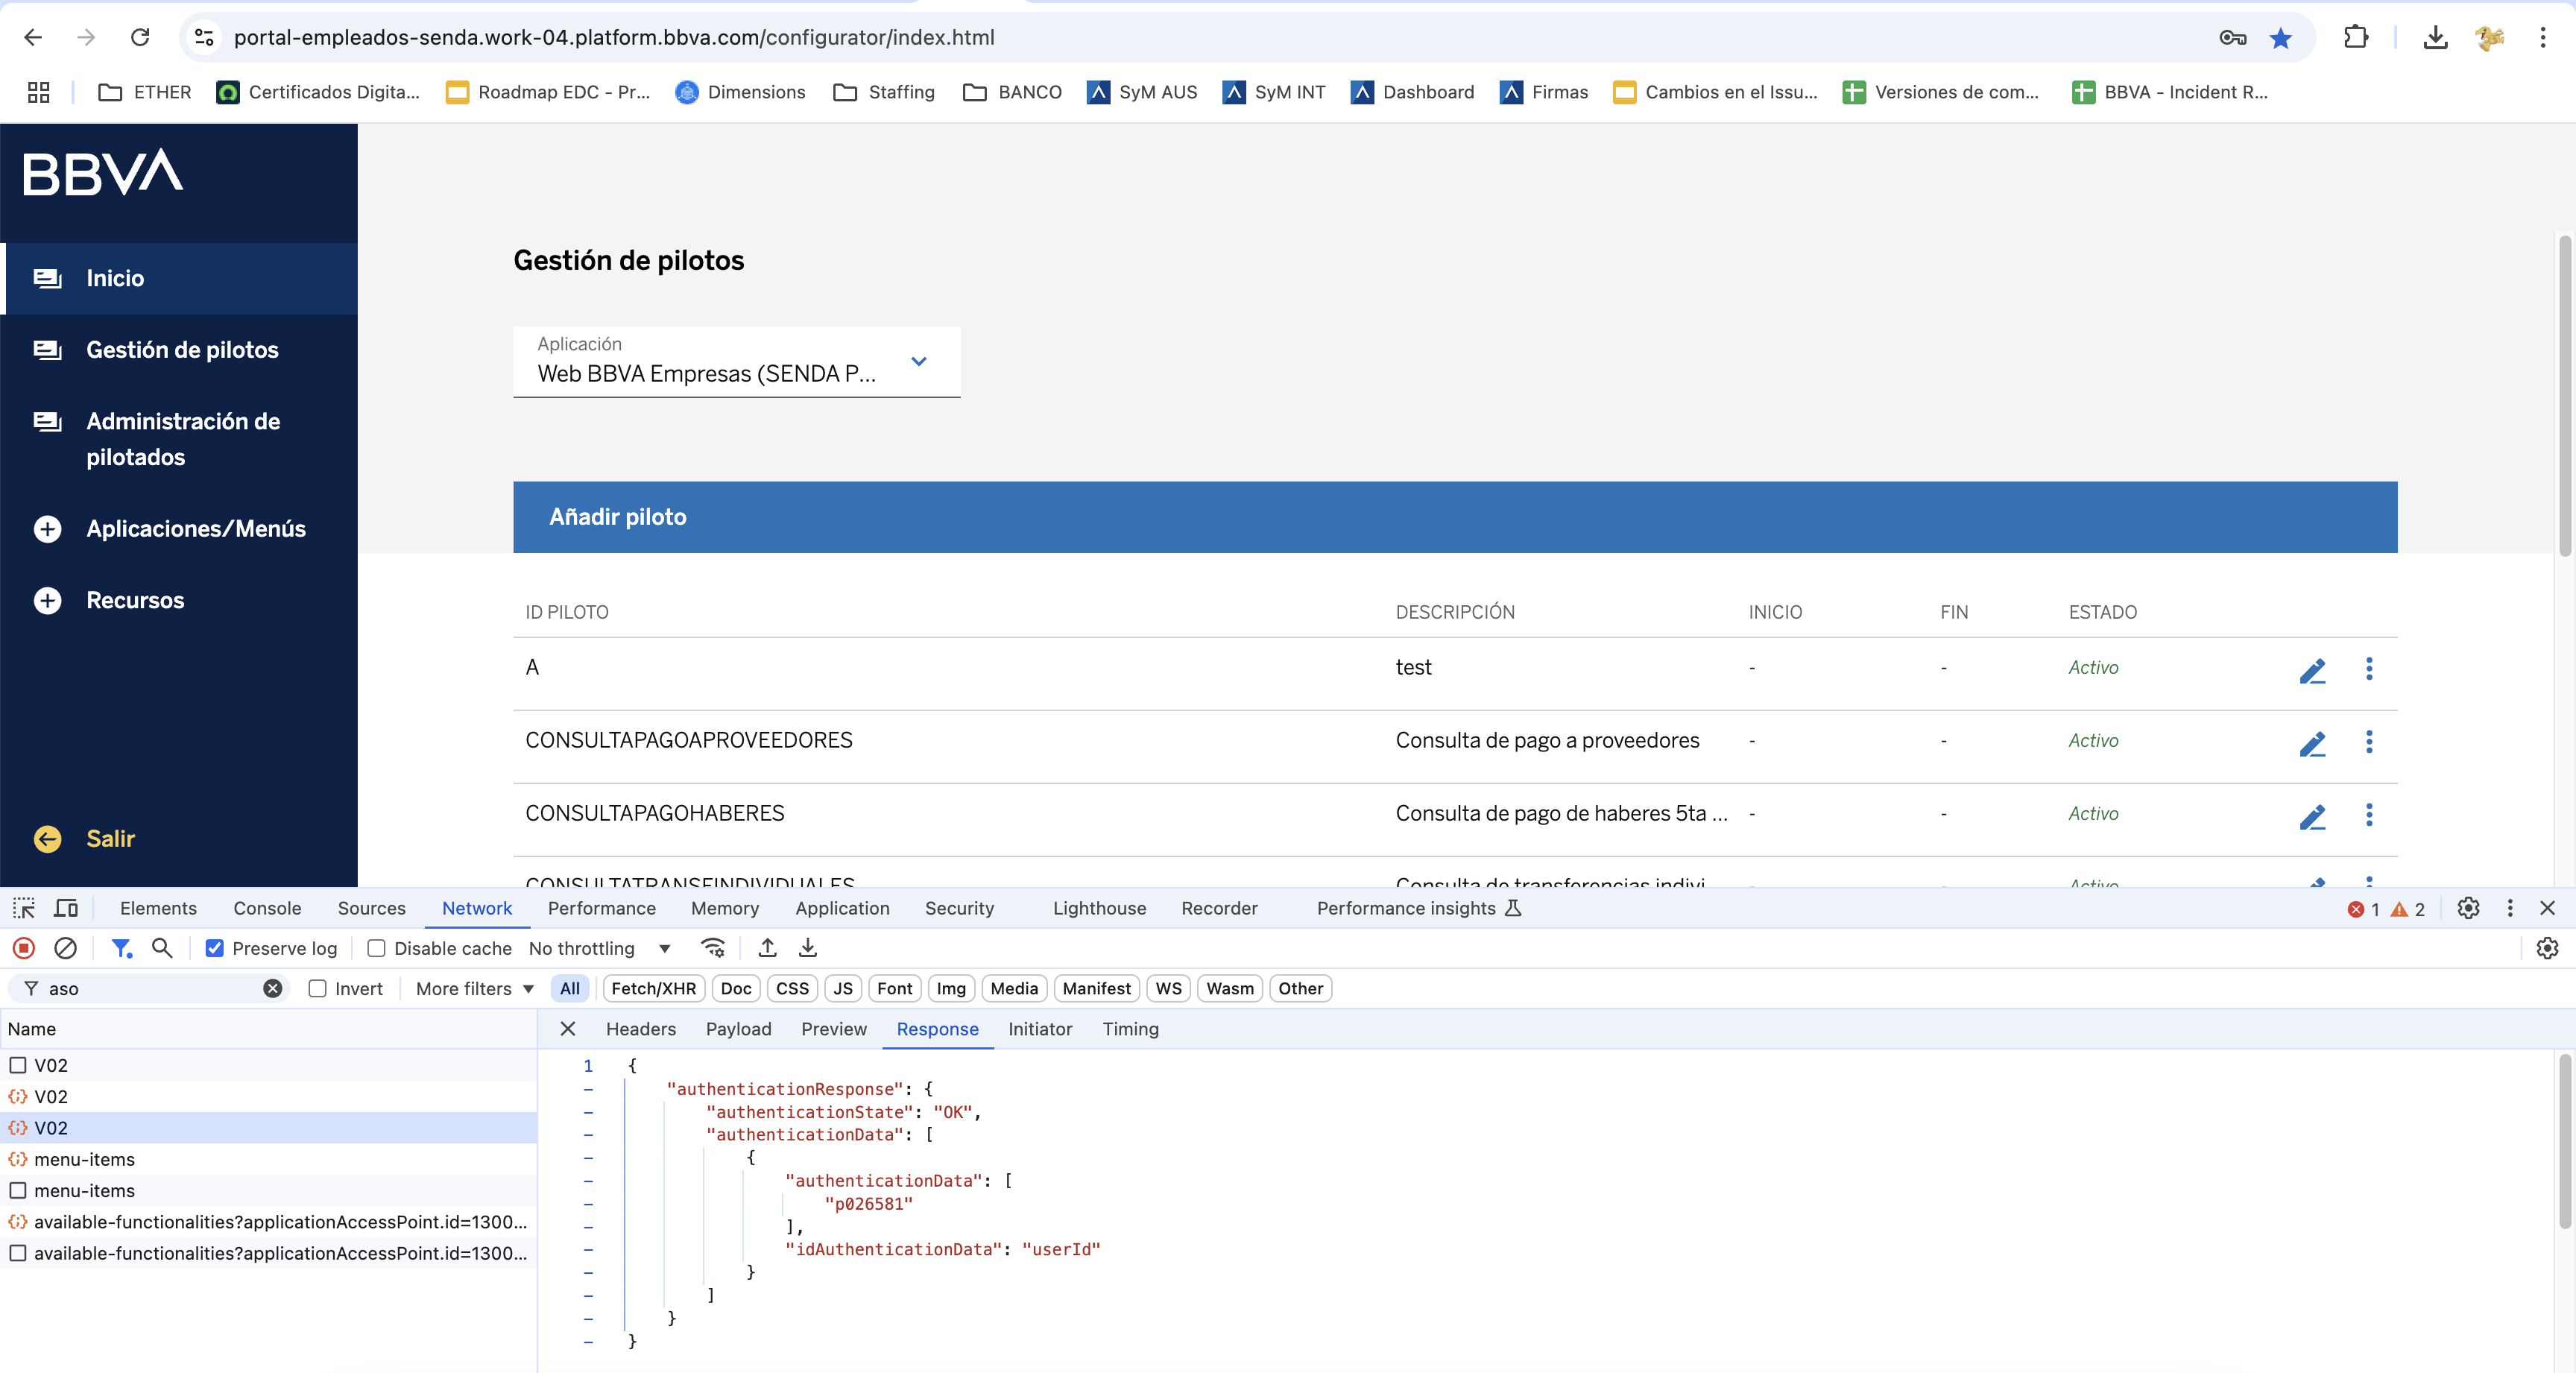 portal-empleados-senda.work-04.platform.bbva.com/configurator/index.html
ETHER Certificados Digita... Roadmap EDC - Pr... Dimensions Staffing BANCO SyM AUS SyM INT Dashboard Firmas Cambios en el Issu... Versiones de com... BBVA - Incident R...
BBVA
Inicio
Gestión de pilotos
Administración de
pilotados
Aplicaciones/Menús
Recursos
Salir
Gestión de pilotos
Aplicación
Web BBVA Empresas (SENDA P...
Añadir piloto
ID PILOTO DESCRIPCIÓN INICIO FIN ESTADO
A test - - Activo
CONSULTAPAGOAPROVEEDORES Consulta de pago a proveedores - - Activo
CONSULTAPAGOHABERES Consulta de pago de haberes 5ta ... - - Activo
CONSULTATRANSFINDIVIDUALES Consulta de transferencias indivi... - - Activo
Elements Console Sources Network Performance Memory Application Security Lighthouse Recorder Performance insights 1 2
Preserve log Disable cache No throttling
aso Invert More filters All Fetch/XHR Doc CSS JS Font Img Media Manifest WS Wasm Other
Name
V02
V02
V02
menu-items
menu-items
available-functionalities?applicationAccessPoint.id=1300...
available-functionalities?applicationAccessPoint.id=1300...
Headers Payload Preview Response Initiator Timing
1 {
- "authenticationResponse": {
- "authenticationState": "OK",
- "authenticationData": [
- {
- "authenticationData": [
- "p026581"
- ],
- "idAuthenticationData": "userId"
- }
- ]
- }
- }